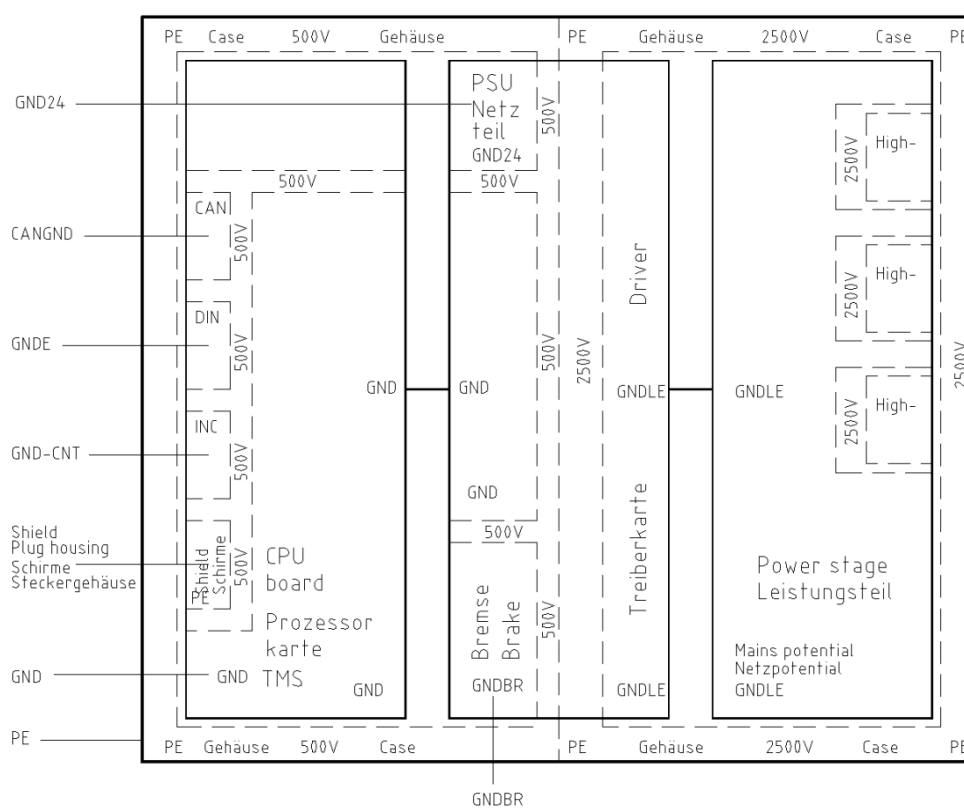 PE Case 500V Gehäuse PE Gehäuse 2500V Case PE
GND24
PSU
Netz
teil
GND24
500V
500V
500V
High-
2500V
CANGND
CAN
500V
GNDE
DIN
500V
GND-CNT
INC
500V
Shield
Plug housing
Schirme
Steckergehäuse
Shield
Schirme
PE
500V
CPU
board
Prozessor
karte
TMS
GND
GND
GND
GND
GND
GND
500V
500V
2500V
Driver
Treiberkarte
GNDLE
GNDLE
GNDLE
GNDLE
High-
2500V
High-
2500V
2500V
Power stage
Leistungsteil
Mains potential
Netzpotential
Bremse
Brake
500V
GNDBR
PE
PE Gehäuse 500V Case PE Gehäuse 2500V Case PE
GNDBR